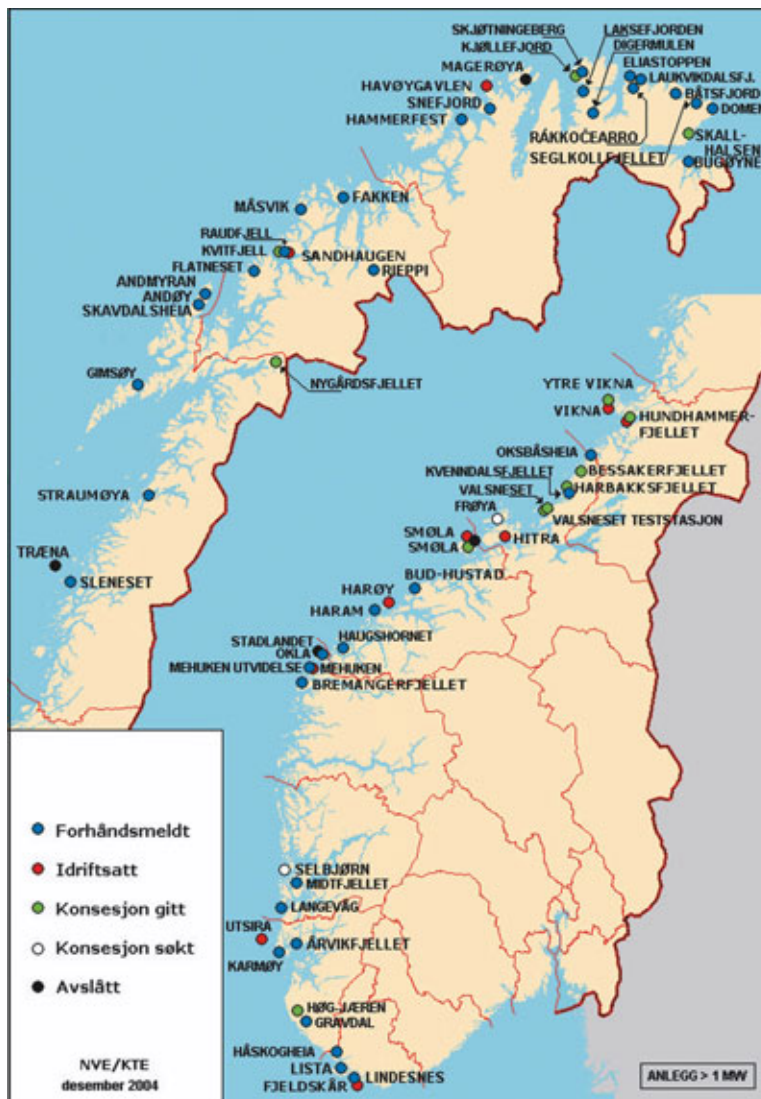 SKJØTNINGEBERG
LAKSEFJORDEN
KJØLLEFJORD
DIGERMULEN
MAGERØYA
ELIASTOPPEN
HAVØYGAVLEN
LAUKVIKDALSFJ.
SNEFJORD
BÅTSFJORD
HAMMERFEST
DOMEN
RÁKKOČEARRO
SKALL-
HALSEN
SEGLKOLLFJELLET
BUGØYNE
FAKKEN
MÅSVIK
RAUDFJELL
KVITFJELL
SANDHAUGEN
FLATNESET
RIEPPI
ANDMYRAN
ANDØY
SKAVDALSHEIA
GIMSØY
NYGÅRDSFJELLET
YTRE VIKNA
VIKNA
HUNDHAMMER-
FJELLET
OKSBÅSHEIA
KVENNDALSFJELLET
BESSAKERFJELLET
HARBAKKSFJELLET
VALSNESET
STRAUMØYA
FRØYA
VALSNESET TESTSTASJON
SMØLA
HITRA
SMØLA
TRÆNA
SLENESET
BUD-HUSTAD
HARØY
HARAM
STADLANDET
HAUGSHORNET
OKLA
MEHUKEN UTVIDELSE
MEHUKEN
BREMANGERFJELLET
Forhåndsmeldt
Idriftsatt
Konsesjon gitt
Konsesjon søkt
Avslått
NVE/KTE
desember 2004
SELBJØRN
MIDTFJELLET
LANGEVÅG
UTSIRA
ÅRVIKFJELLET
KARMØY
HØG-JÆREN
GRAVDAL
HÅSKOGHEIA
LISTA
LINDESNES
FJELDSKÅR
ANLEGG > 1 MW